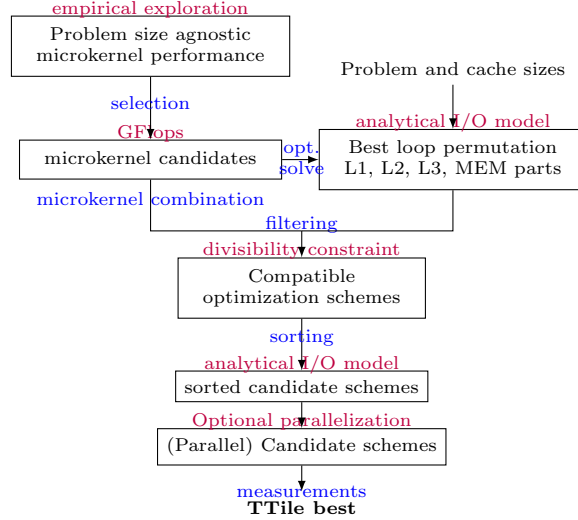 empirical exploration
Problem size agnostic
microkernel performance
Problem and cache sizes
selection
GFlops
analytical I/O model
microkernel candidates
opt.
solve
Best loop permutation
L1, L2, L3, MEM parts
microkernel combination
filtering
divisibility constraint
Compatible
optimization schemes
sorting
analytical I/O model
sorted candidate schemes
Optional parallelization
(Parallel) Candidate schemes
measurements
TTile best